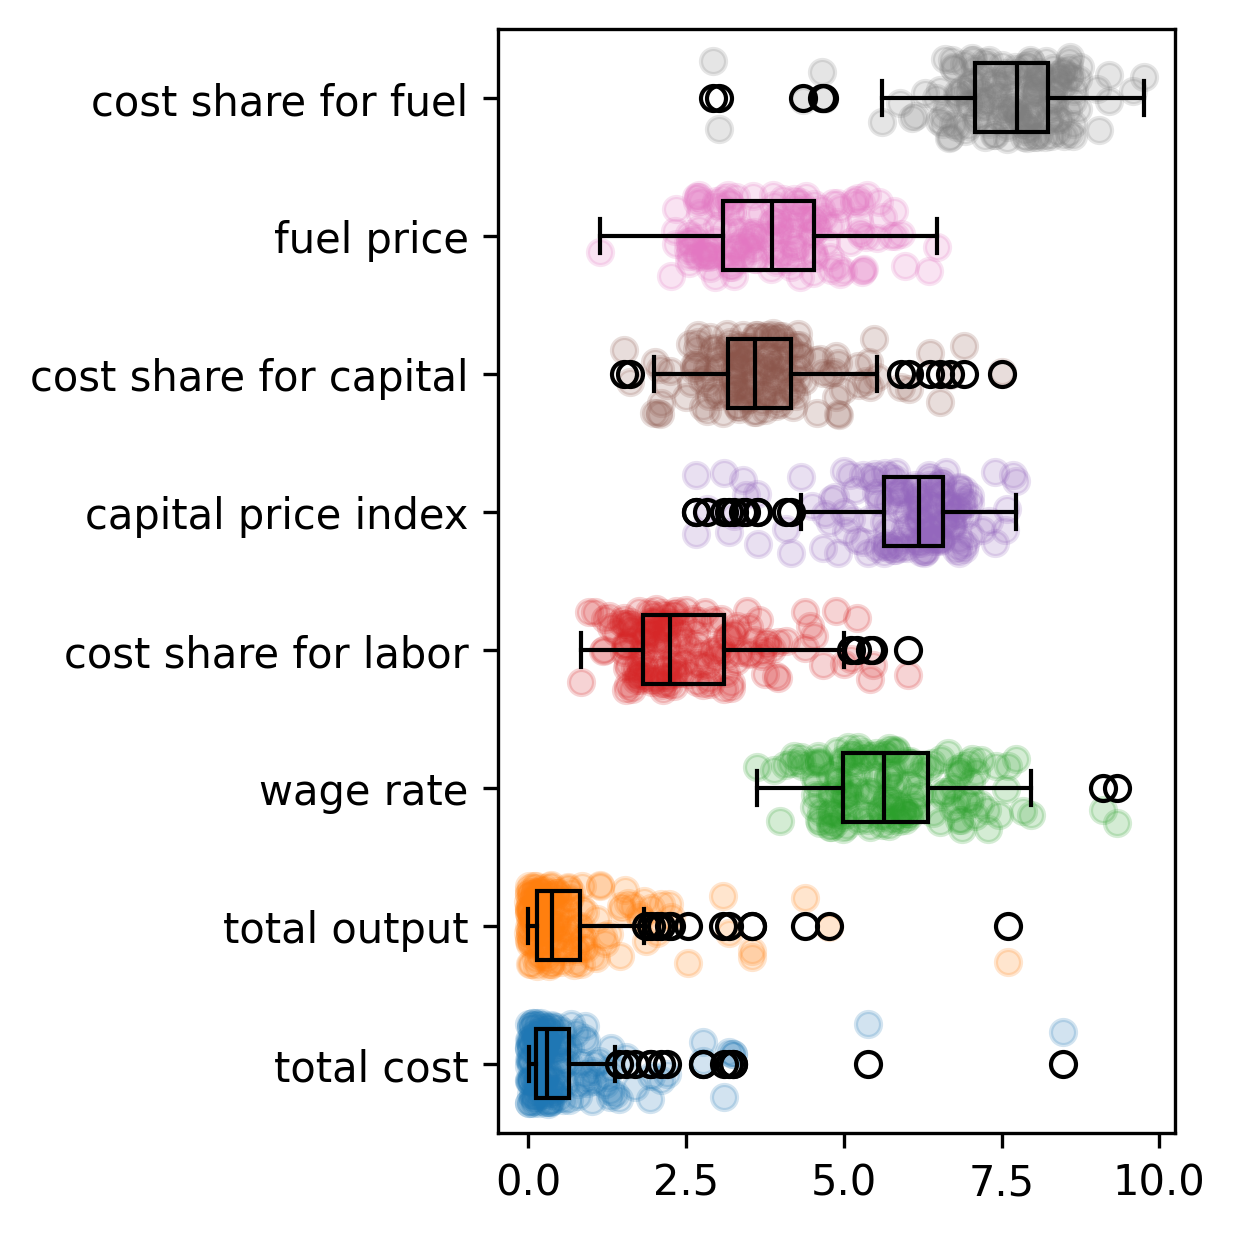 cost share for fuel
fuel price
cost share for capital
capital price index
cost share for labor
wage rate
total output
total cost
0.0 2.5 5.0 7.5 10.0